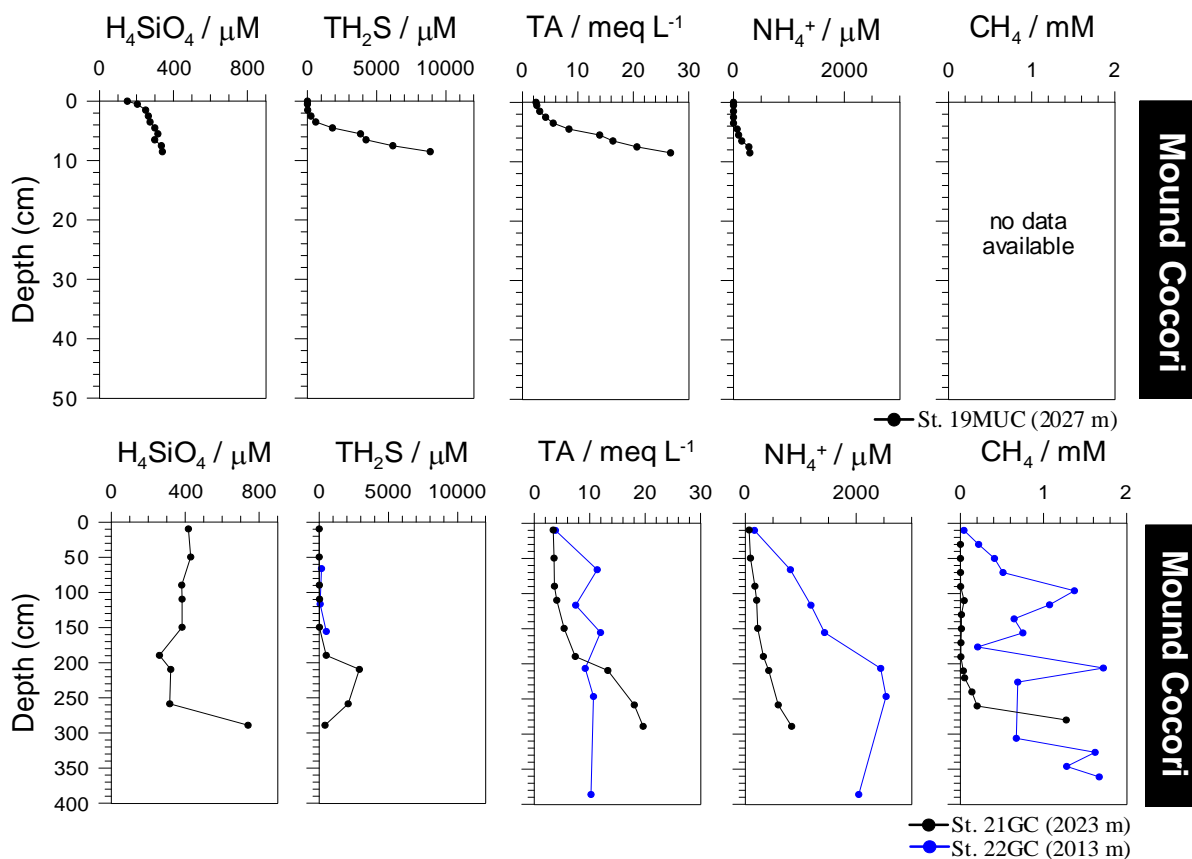 H₄SiO₄ / μM
TH₂S / μM
TA / meq L⁻¹
NH₄⁺ / μM
CH₄ / mM
0 400 800
0 5000 10000
0 10 20 30
0 2000
0 1 2
Depth (cm)
0
10
20
30
40
50
no data
available
Mound Cocori
St. 19MUC (2027 m)
H₄SiO₄ / μM
TH₂S / μM
TA / meq L⁻¹
NH₄⁺ / μM
CH₄ / mM
0 400 800
0 5000 10000
0 10 20 30
0 2000
0 1 2
Depth (cm)
0
50
100
150
200
250
300
350
400
Mound Cocori
St. 21GC (2023 m)
St. 22GC (2013 m)